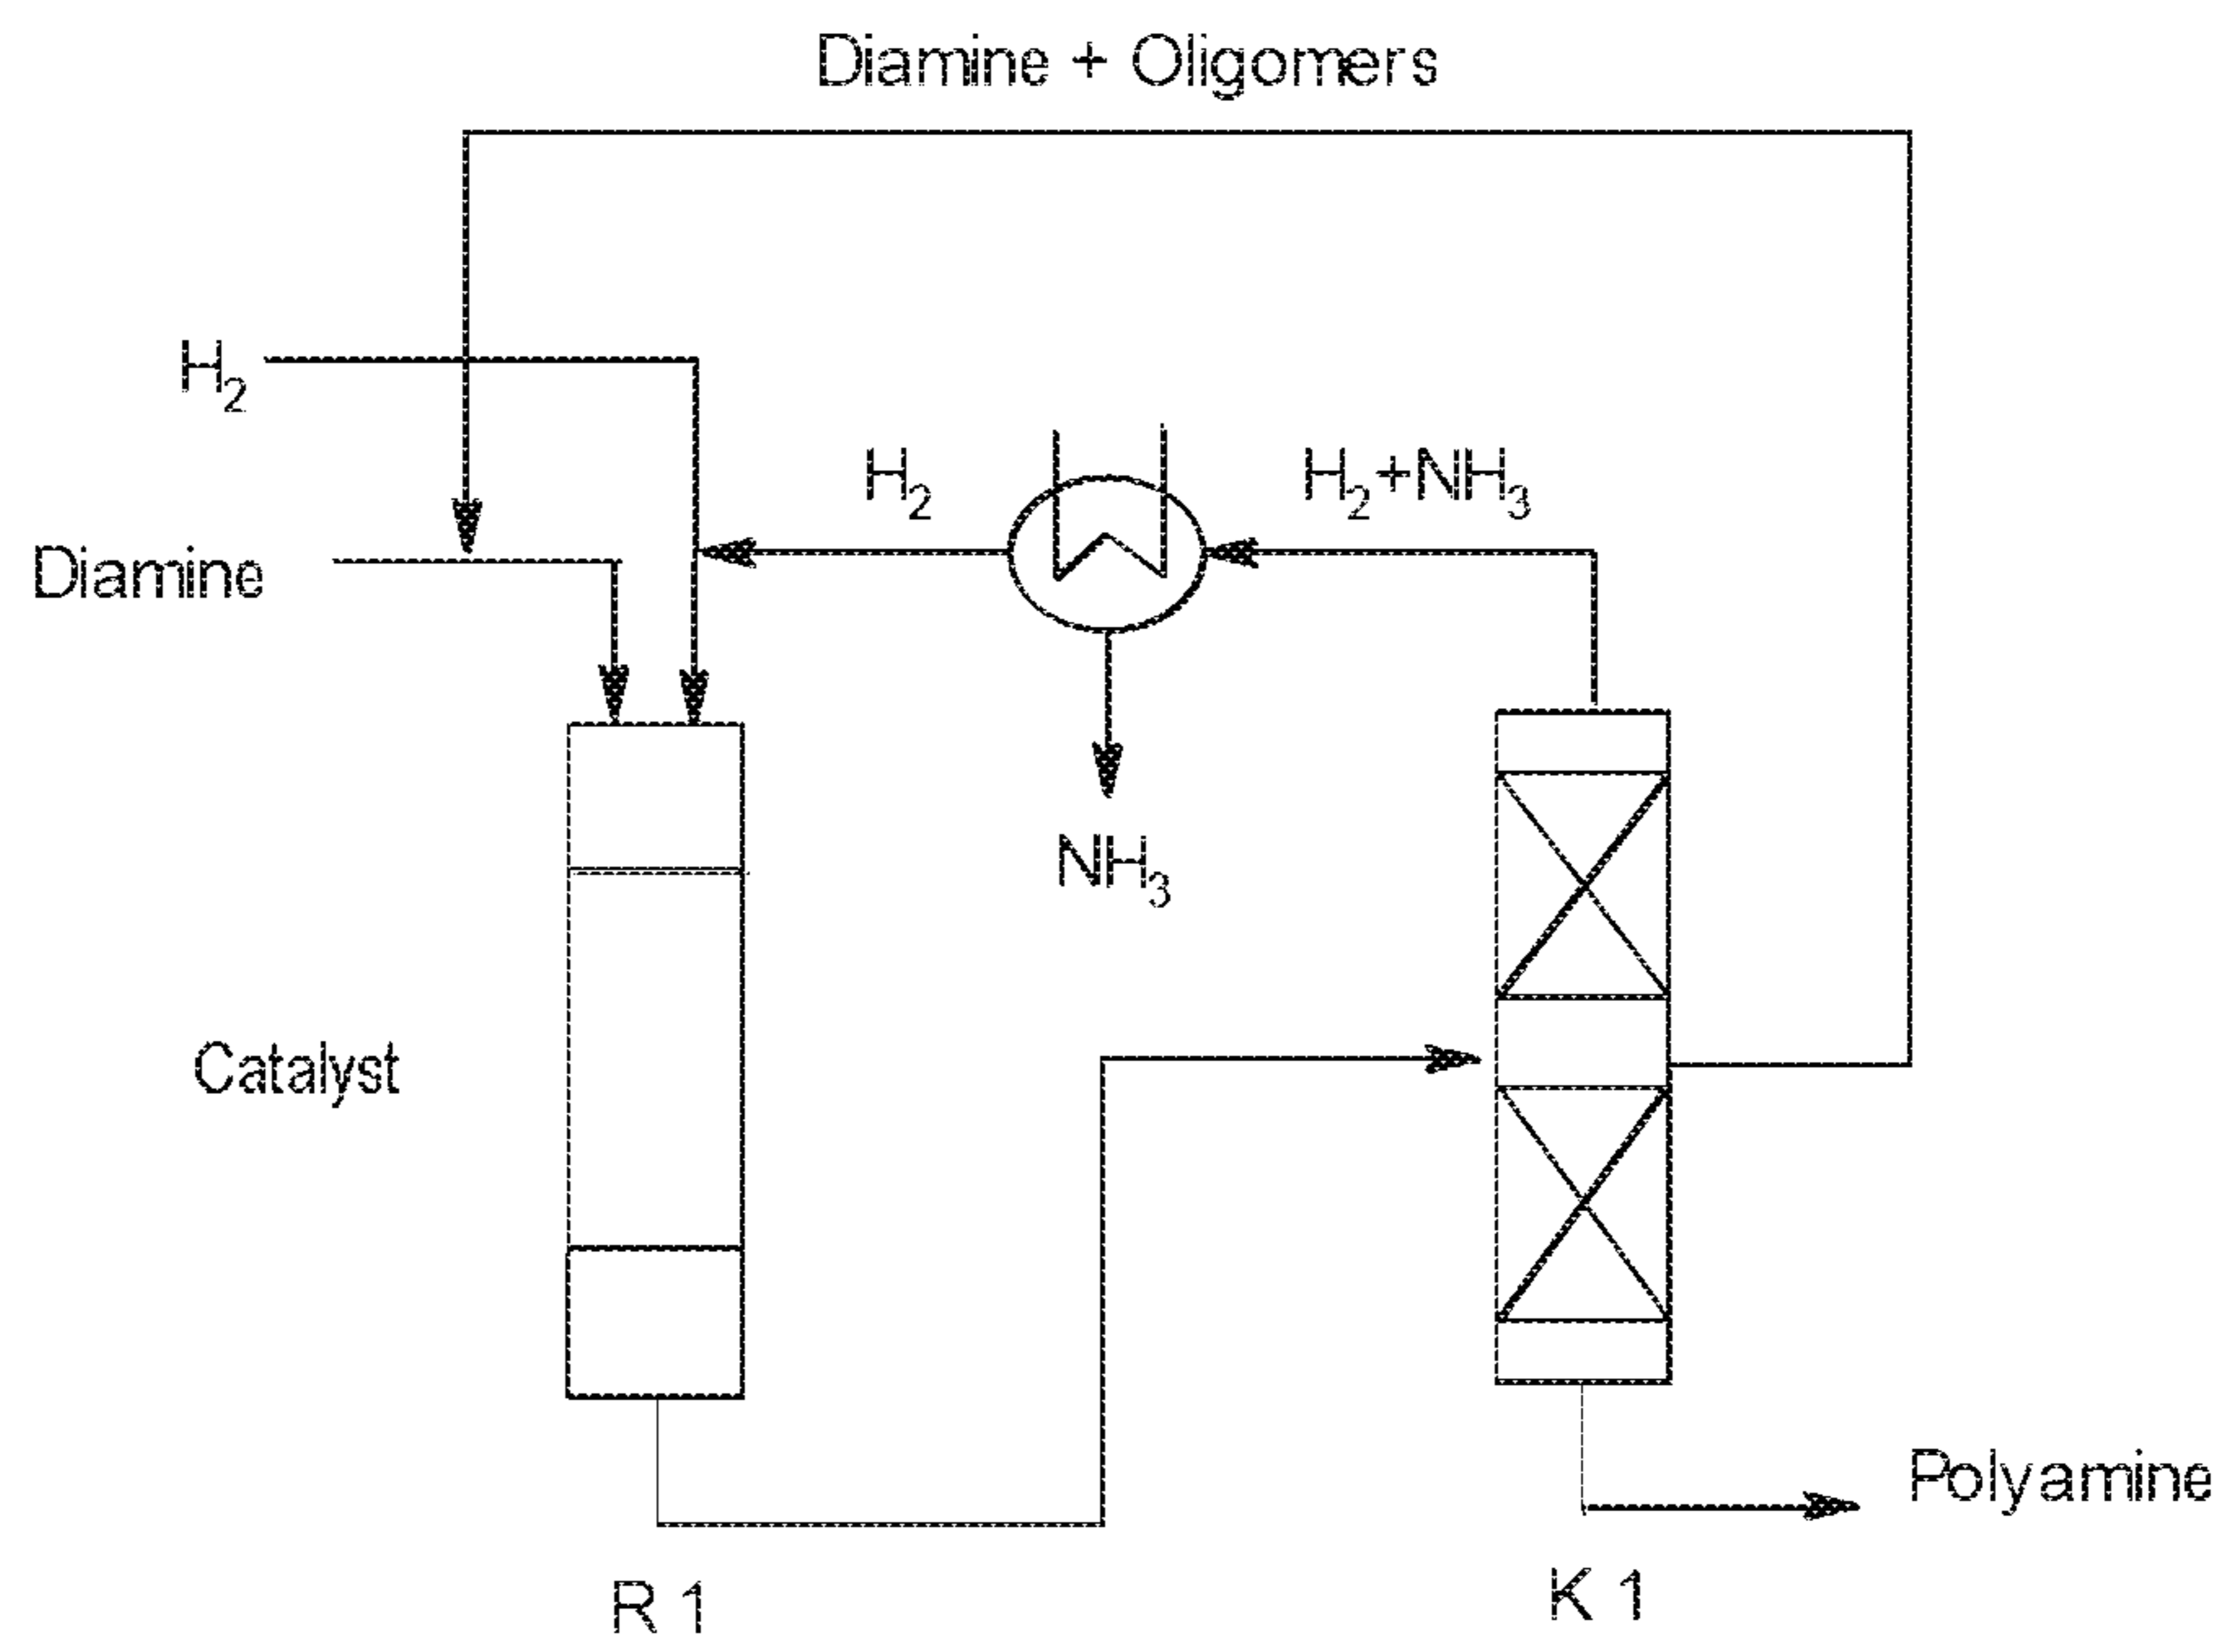 Diamine + Oligomers
H₂
H₂
H₂+NH₃
Diamine
NH₃
Catalyst
Polyamine
R 1
K 1